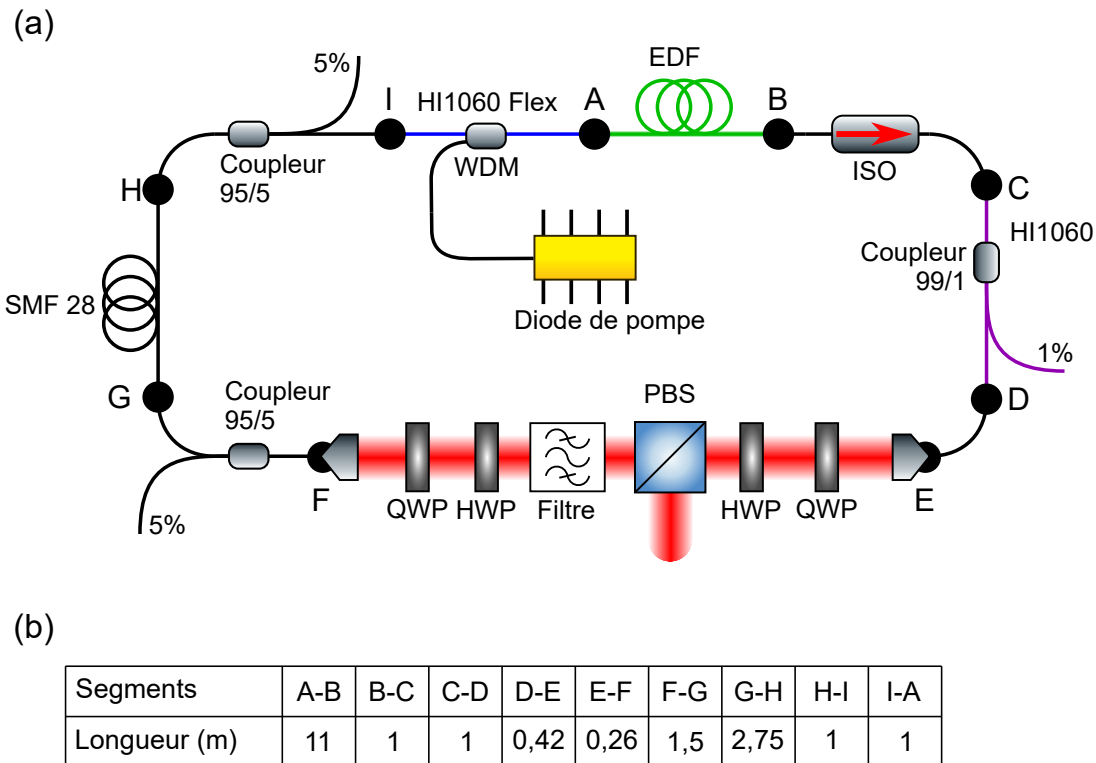 (a)
5%
I
HI1060 Flex
A
EDF
B
Coupleur
95/5
WDM
ISO
H
C
HI1060
Coupleur
99/1
SMF 28
Diode de pompe
1%
G
Coupleur
95/5
PBS
D
F
E
QWP
HWP
Filtre
HWP
QWP
5%
(b)
Segments A-B B-C C-D D-E E-F F-G G-H H-I I-A
Longueur (m) 11 1 1 0,42 0,26 1,5 2,75 1 1